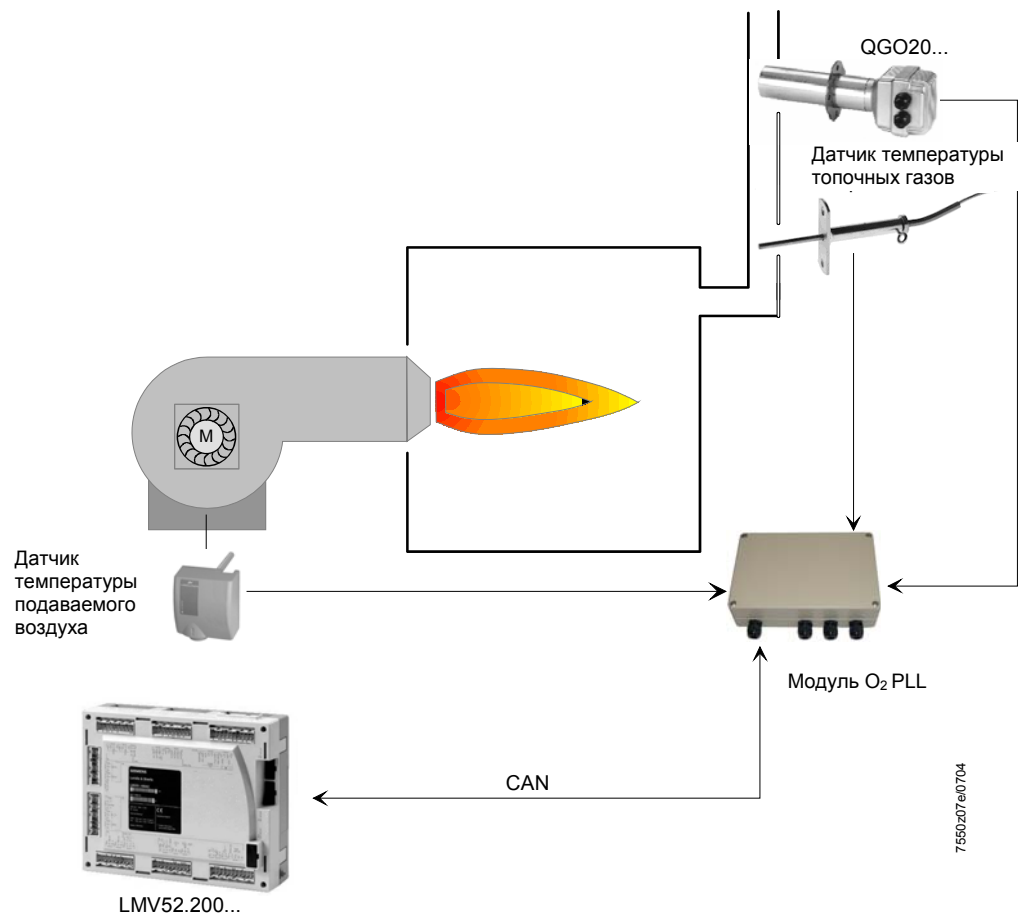 QGO20...
Датчик температуры
топочных газов
M
Датчик
температуры
подаваемого
воздуха
Модуль O₂ PLL
CAN
LMV52.200...
7550z07e/0704